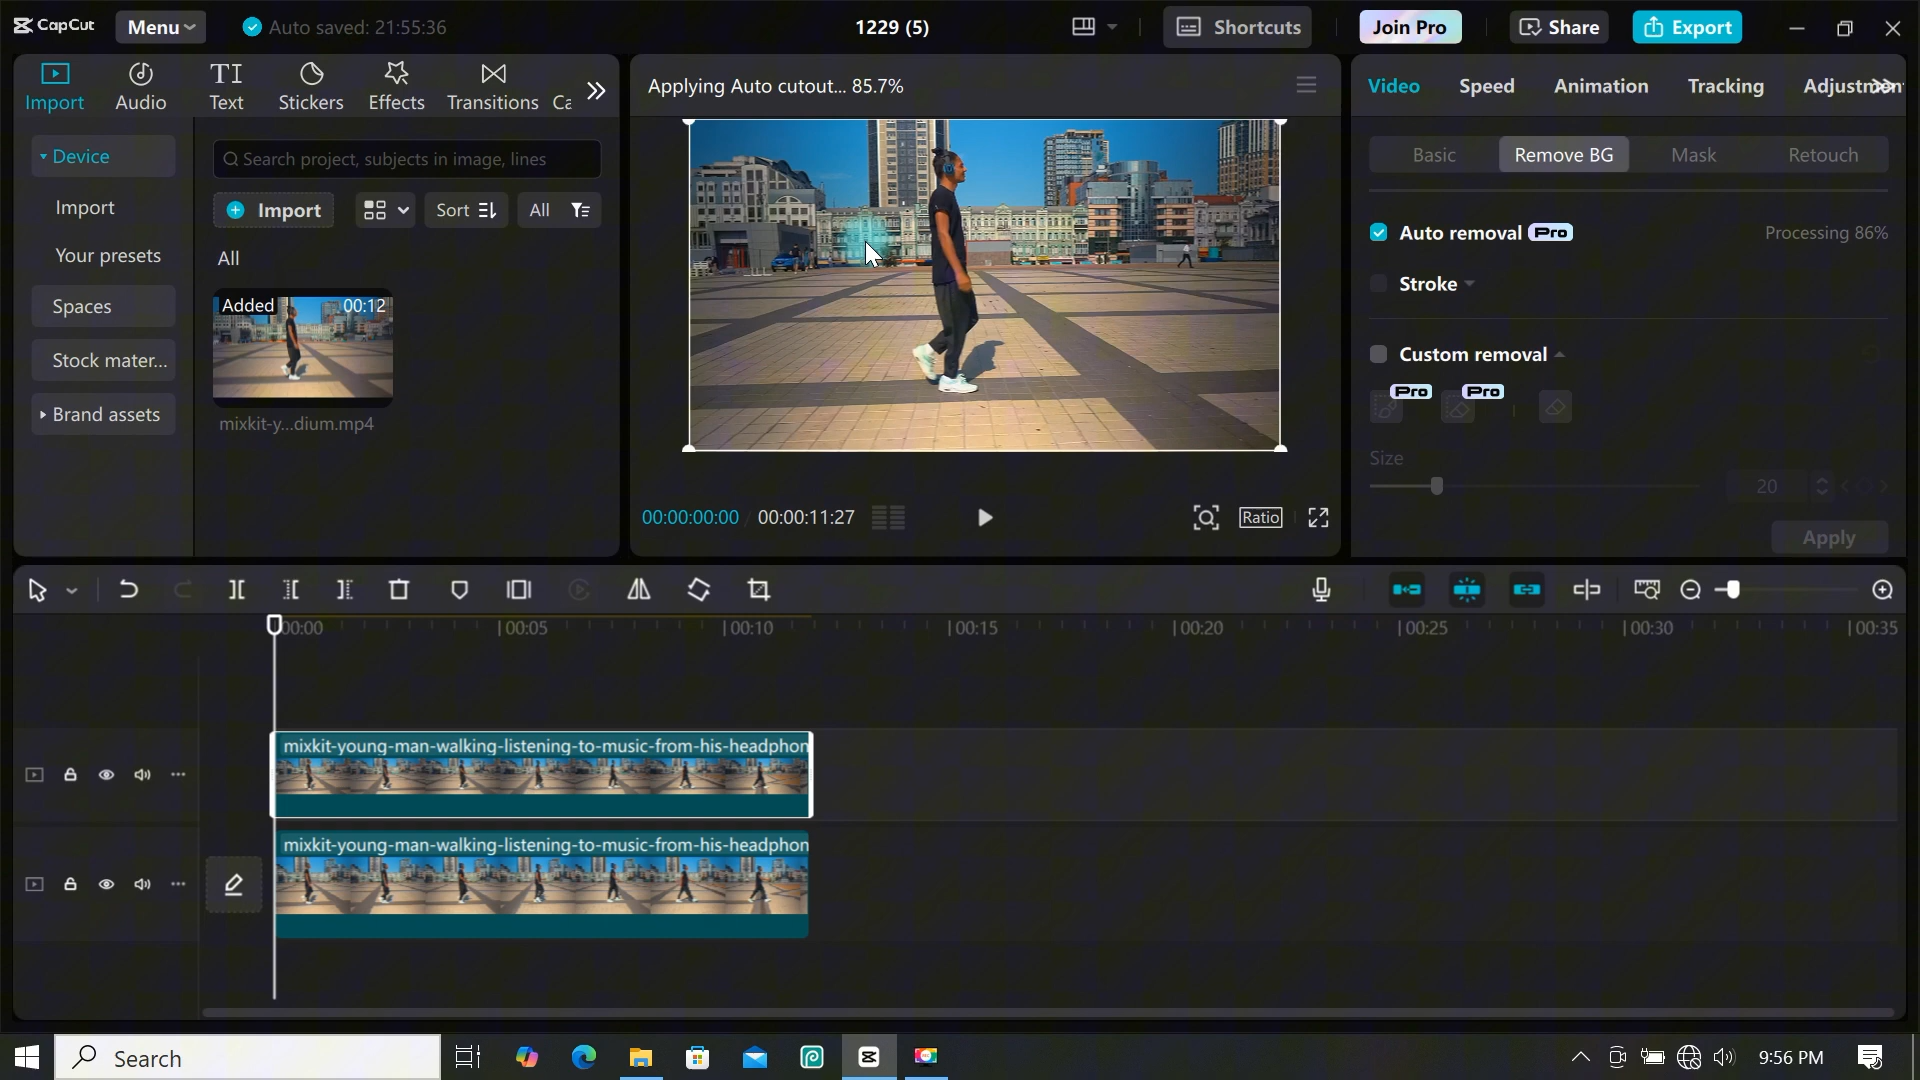 CapCut
Menu
Auto saved: 21:55:36
1229 (5)
Shortcuts
Join Pro
Share
Export
Import
Audio
TI
Text
Stickers
Effects
Transitions
Ca
Device
Import
Your presets
Spaces
Stock mater...
Brand assets
Search project, subjects in image, lines
Import
Sort
All
All
Added
00:12
mixkit-y...dium.mp4
Applying Auto cutout... 85.7%
00:00:00:00
00:00:11:27
Ratio
Video
Speed
Animation
Tracking
Adjustmen
Basic
Remove BG
Mask
Retouch
Auto removal
Pro
Processing 86%
Stroke
Custom removal
Pro
Pro
Size
20
Apply
00:00
00:05
00:10
00:15
00:20
00:25
00:30
00:35
mixkit-young-man-walking-listening-to-music-from-his-headphon
mixkit-young-man-walking-listening-to-music-from-his-headphon
Search
9:56 PM